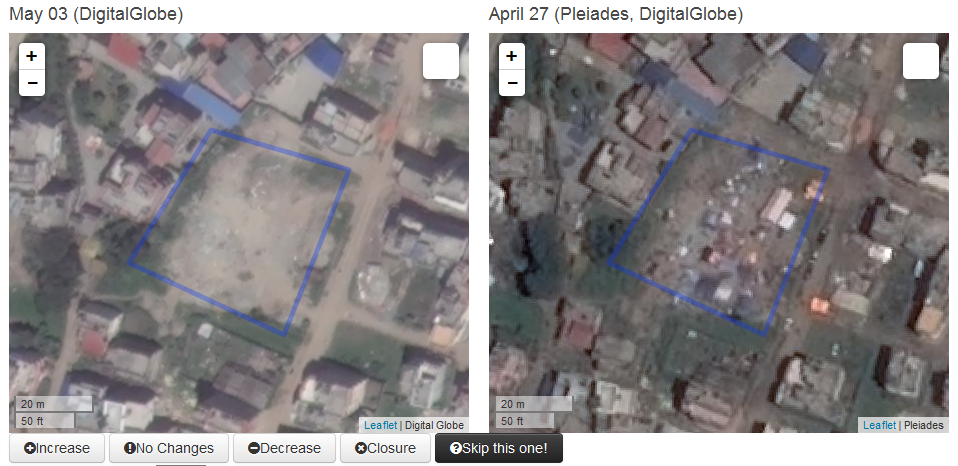 May 03 (DigitalGlobe)
April 27 (Pleiades, DigitalGlobe)
+
−
+
−
20 m
50 ft
Leaflet | Digital Globe
20 m
50 ft
Leaflet | Pleiades
Increase
No Changes
Decrease
Closure
Skip this one!